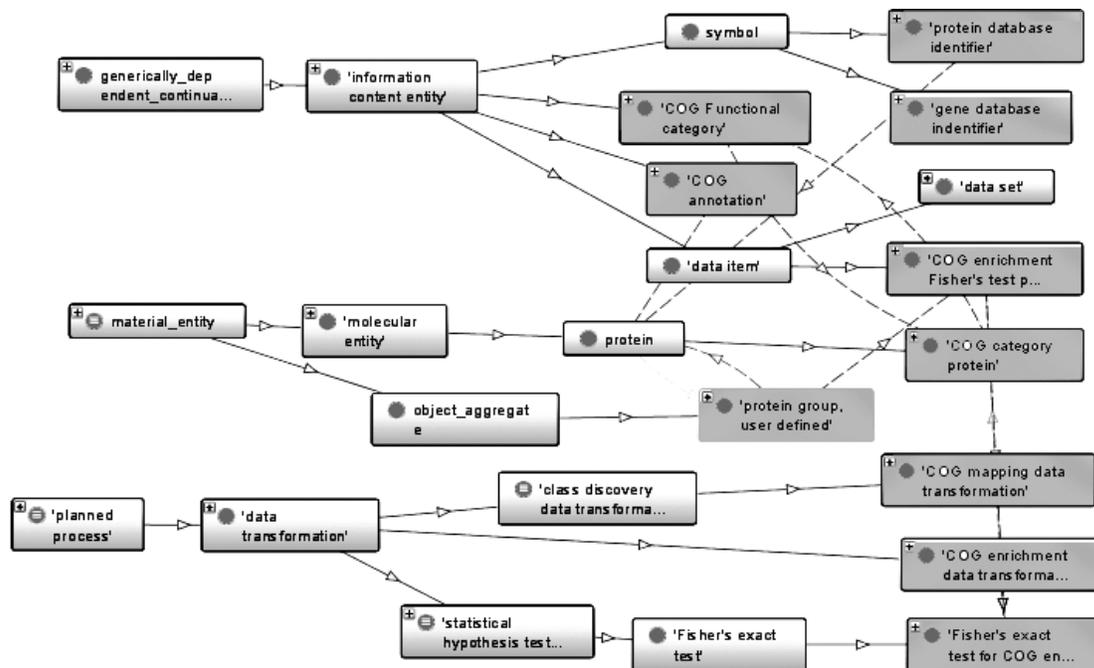 symbol
'protein database
identifier'
generically_dep
endent_continua...
'information
content entity'
'COG Functional
category'
'gene database
indentifier'
'COG
annotation'
'data set'
'data item'
'COG enrichment
Fisher's test p...
material_entity
'molecular
entity'
protein
'COG category
protein'
object_aggregat
e
'protein group,
user defined'
'class discovery
data transforma...
'COG mapping data
transformation'
'planned
process'
'data
transformation'
'COG enrichment
data transforma...
'statistical
hypothesis test...
'Fisher's exact
test'
'Fisher's exact
test for COG en...